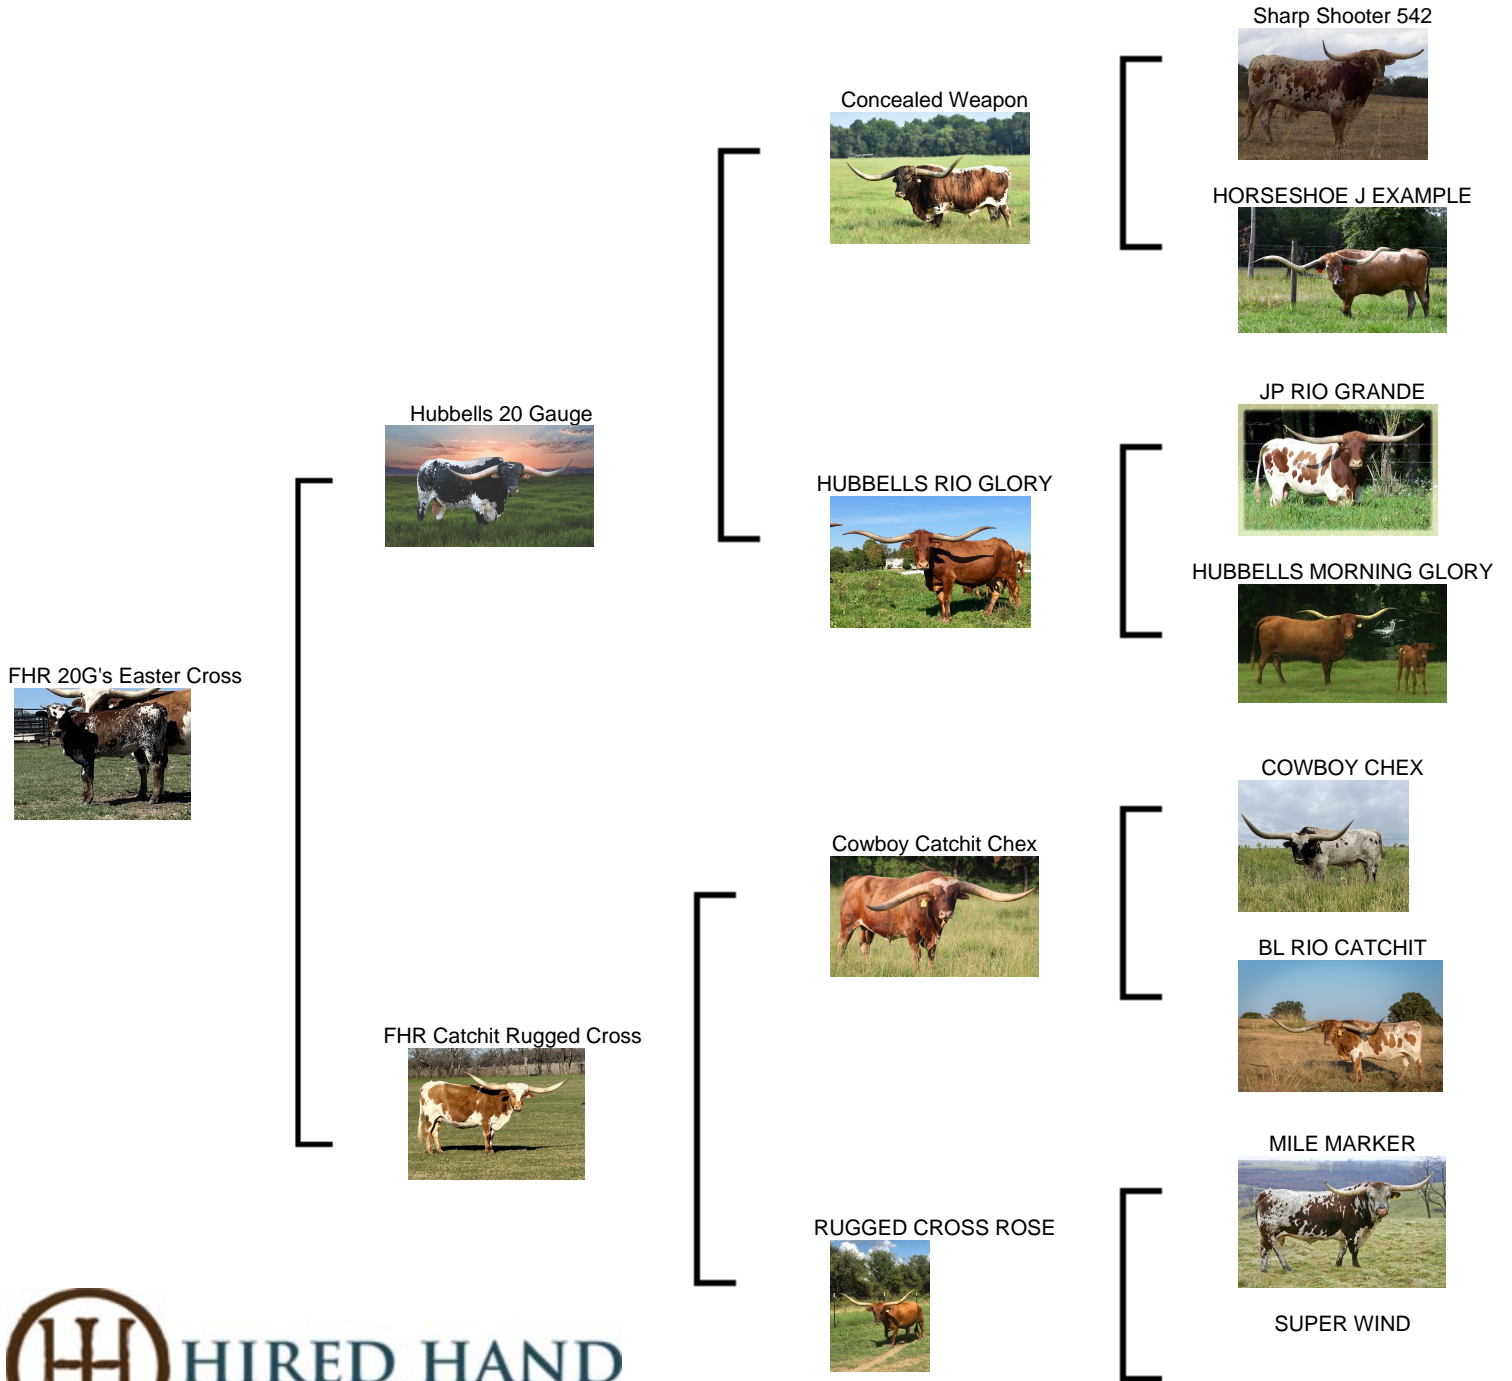 Sharp Shooter 542
Concealed Weapon
HORSESHOE J EXAMPLE
Hubbells 20 Gauge
JP RIO GRANDE
HUBBELLS RIO GLORY
HUBBELLS MORNING GLORY
FHR 20G's Easter Cross
COWBOY CHEX
Cowboy Catchit Chex
BL RIO CATCHIT
FHR Catchit Rugged Cross
MILE MARKER
RUGGED CROSS ROSE
SUPER WIND
HIRED HAND